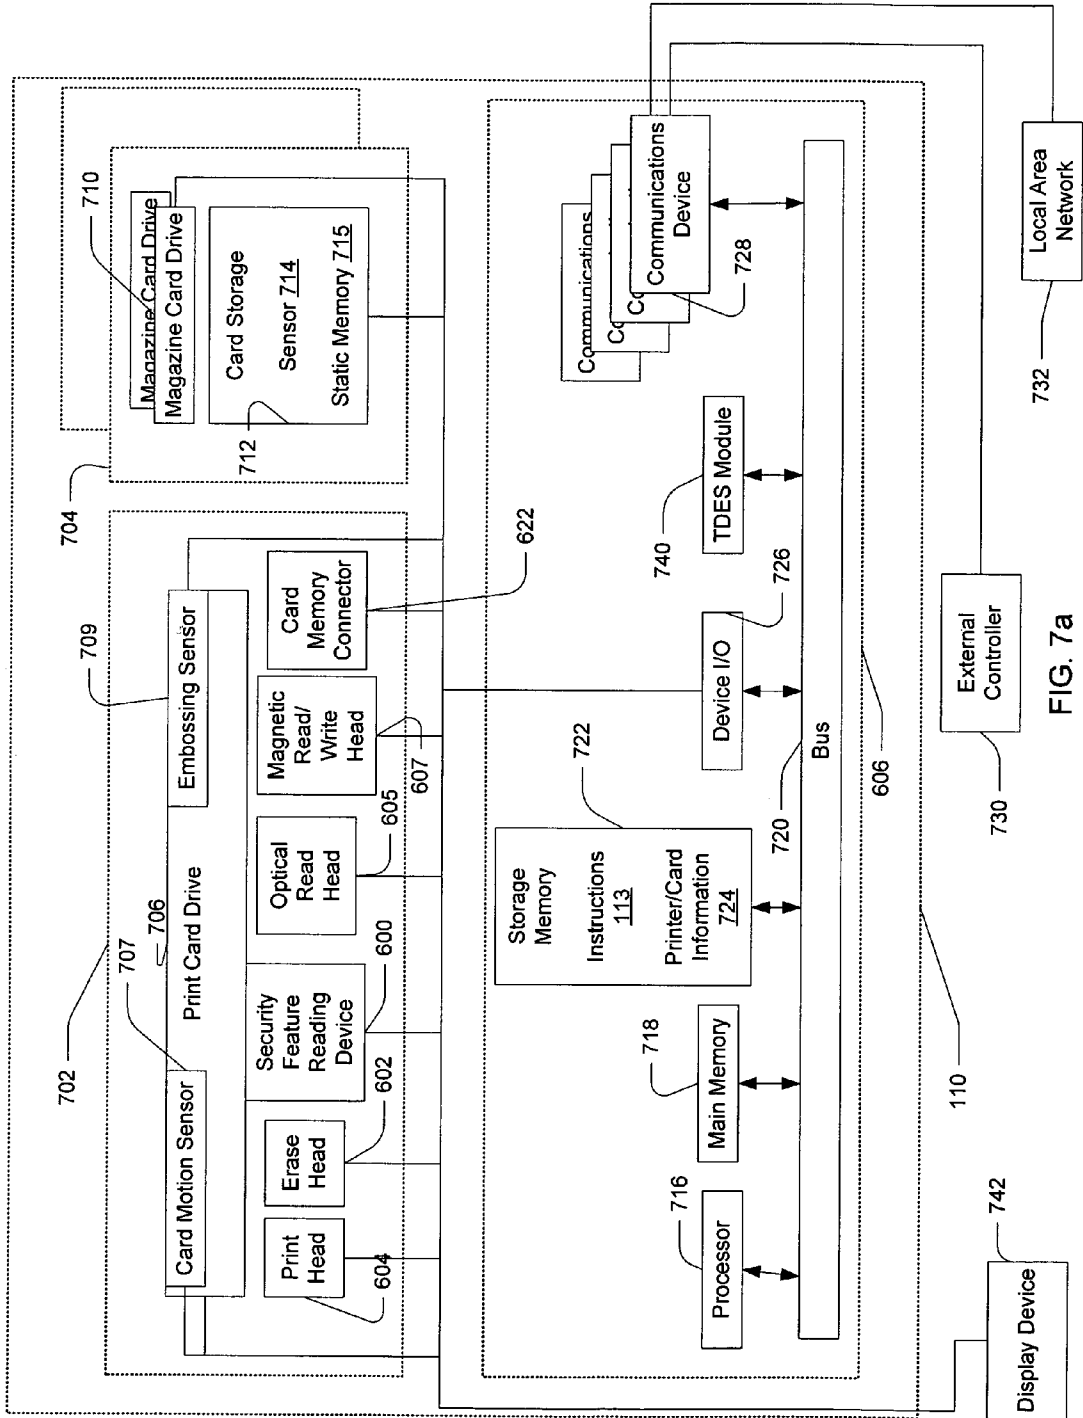 702
706
707
709
Card Motion Sensor
Print Card Drive
Embossing Sensor
Print
Head
604
Erase
Head
602
Security
Feature
Reading
Device
600
Optical
Read
Head
605
Magnetic
Read/
Write
Head
607
Card
Memory
Connector
622
704
710
Magazine Card Drive
Magazine Card Drive
712
Card Storage
Sensor 714
Static Memory 715
716
Processor
718
Main Memory
722
Storage
Memory
Instructions
113
Printer/Card
Information
724
726
Device I/O
740
TDES Module
Communications
Co
Co
Communications
Device
728
720
Bus
606
110
742
Display Device
730
External
Controller
732
Local Area
Network
FIG. 7a